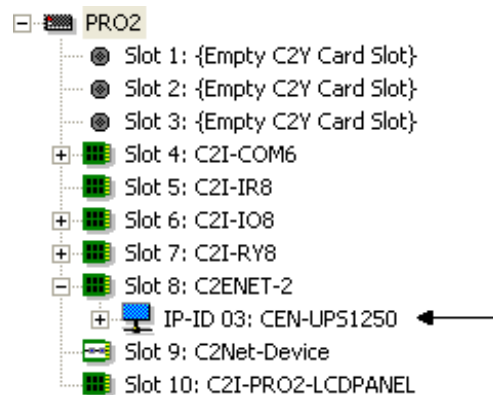 PRO2
Slot 1: {Empty C2Y Card Slot}
Slot 2: {Empty C2Y Card Slot}
Slot 3: {Empty C2Y Card Slot}
Slot 4: C2I-COM6
Slot 5: C2I-IR8
Slot 6: C2I-IO8
Slot 7: C2I-RY8
Slot 8: C2ENET-2
IP-ID 03: CEN-UPS1250
Slot 9: C2Net-Device
Slot 10: C2I-PRO2-LCDPANEL